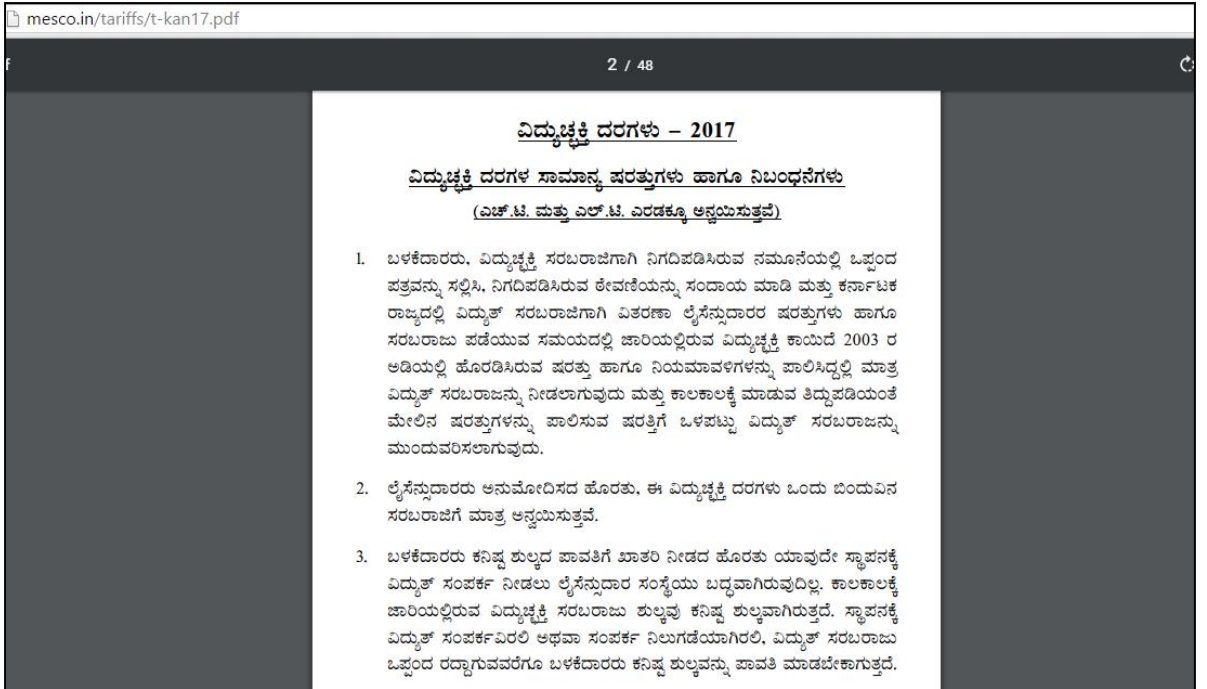 mesco.in/tariffs/t-kan17.pdf
2 / 48
ವಿದ್ಯುಚ್ಛಕ್ತಿ ದರಗಳು – 2017
ವಿದ್ಯುಚ್ಛಕ್ತಿ ದರಗಳ ಸಾಮಾನ್ಯ ಷರತ್ತುಗಳು ಹಾಗೂ ನಿಬಂಧನೆಗಳು
(ಎಚ್.ಟಿ. ಮತ್ತು ಎಲ್.ಟಿ. ಎರಡಕ್ಕೂ ಅನ್ವಯಿಸುತ್ತವೆ)
1. ಬಳಕೆದಾರರು, ವಿದ್ಯುಚ್ಛಕ್ತಿ ಸರಬರಾಜಿಗಾಗಿ ನಿಗದಿಪಡಿಸಿರುವ ನಮೂನೆಯಲ್ಲಿ ಒಪ್ಪಂದ
ಪತ್ರವನ್ನು ಸಲ್ಲಿಸಿ, ನಿಗದಿಪಡಿಸಿರುವ ಠೇವಣಿಯನ್ನು ಸಂದಾಯ ಮಾಡಿ ಮತ್ತು ಕರ್ನಾಟಕ
ರಾಜ್ಯದಲ್ಲಿ ವಿದ್ಯುತ್ ಸರಬರಾಜಿಗಾಗಿ ವಿತರಣಾ ಲೈಸೆನ್ಸುದಾರರ ಷರತ್ತುಗಳು ಹಾಗೂ
ಸರಬರಾಜು ಪಡೆಯುವ ಸಮಯದಲ್ಲಿ ಜಾರಿಯಲ್ಲಿರುವ ವಿದ್ಯುಚ್ಛಕ್ತಿ ಕಾಯಿದೆ 2003 ರ
ಅಡಿಯಲ್ಲಿ ಹೊರಡಿಸಿರುವ ಷರತ್ತು ಹಾಗೂ ನಿಯಮಾವಳಿಗಳನ್ನು ಪಾಲಿಸಿದ್ದಲ್ಲಿ ಮಾತ್ರ
ವಿದ್ಯುತ್ ಸರಬರಾಜನ್ನು ನೀಡಲಾಗುವುದು ಮತ್ತು ಕಾಲಕಾಲಕ್ಕೆ ಮಾಡುವ ತಿದ್ದುಪಡಿಯಂತೆ
ಮೇಲಿನ ಷರತ್ತುಗಳನ್ನು ಪಾಲಿಸುವ ಷರತ್ತಿಗೆ ಒಳಪಟ್ಟು ವಿದ್ಯುತ್ ಸರಬರಾಜನ್ನು
ಮುಂದುವರಿಸಲಾಗುವುದು.
2. ಲೈಸೆನ್ಸುದಾರರು ಅನುಮೋದಿಸದ ಹೊರತು, ಈ ವಿದ್ಯುಚ್ಛಕ್ತಿ ದರಗಳು ಒಂದು ಬಿಂದುವಿನ
ಸರಬರಾಜಿಗೆ ಮಾತ್ರ ಅನ್ವಯಿಸುತ್ತವೆ.
3. ಬಳಕೆದಾರರು ಕನಿಷ್ಠ ಶುಲ್ಕದ ಪಾವತಿಗೆ ಖಾತರಿ ನೀಡದ ಹೊರತು ಯಾವುದೇ ಸ್ಥಾಪನಕ್ಕೆ
ವಿದ್ಯುತ್ ಸಂಪರ್ಕ ನೀಡಲು ಲೈಸೆನ್ಸುದಾರ ಸಂಸ್ಥೆಯು ಬದ್ಧವಾಗಿರುವುದಿಲ್ಲ. ಕಾಲಕಾಲಕ್ಕೆ
ಜಾರಿಯಲ್ಲಿರುವ ವಿದ್ಯುಚ್ಛಕ್ತಿ ಸರಬರಾಜು ಶುಲ್ಕವು ಕನಿಷ್ಠ ಶುಲ್ಕವಾಗಿರುತ್ತದೆ. ಸ್ಥಾಪನಕ್ಕೆ
ವಿದ್ಯುತ್ ಸಂಪರ್ಕವಿರಲಿ ಅಥವಾ ಸಂಪರ್ಕ ನಿಲುಗಡೆಯಾಗಿರಲಿ, ವಿದ್ಯುತ್ ಸರಬರಾಜು
ಒಪ್ಪಂದ ರದ್ದಾಗುವವರೆಗೂ ಬಳಕೆದಾರರು ಕನಿಷ್ಠ ಶುಲ್ಕವನ್ನು ಪಾವತಿ ಮಾಡಬೇಕಾಗುತ್ತದೆ.